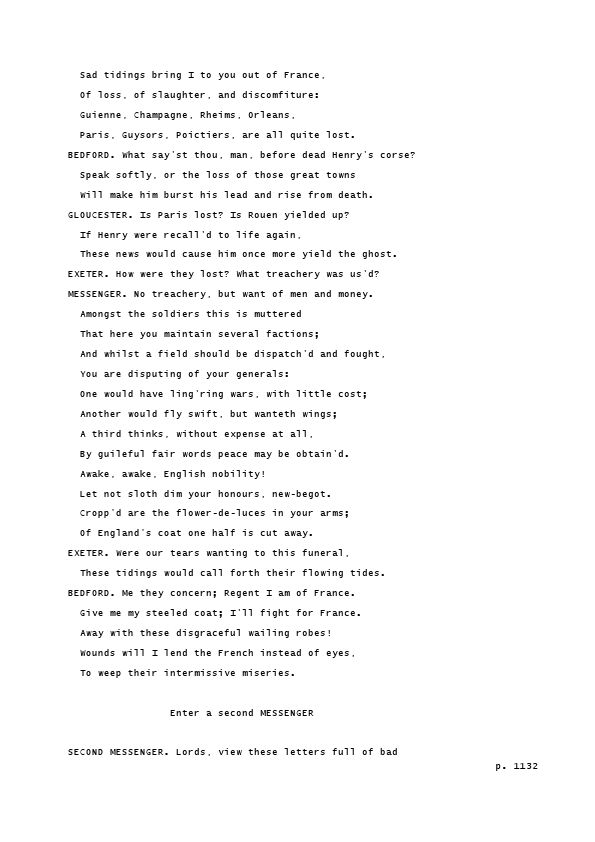 Sad tidings bring I to you out of France,
Of loss, of slaughter, and discomfiture:
Guienne, Champagne, Rheims, Orleans,
Paris, Guysors, Poictiers, are all quite lost.
BEDFORD. What say'st thou, man, before dead Henry's corse?
Speak softly, or the loss of those great towns
Will make him burst his lead and rise from death.
GLOUCESTER. Is Paris lost? Is Rouen yielded up?
If Henry were recall'd to life again,
These news would cause him once more yield the ghost.
EXETER. How were they lost? What treachery was us'd?
MESSENGER. No treachery, but want of men and money.
Amongst the soldiers this is muttered
That here you maintain several factions;
And whilst a field should be dispatch'd and fought,
You are disputing of your generals:
One would have ling'ring wars, with little cost;
Another would fly swift, but wanteth wings;
A third thinks, without expense at all,
By guileful fair words peace may be obtain'd.
Awake, awake, English nobility!
Let not sloth dim your honours, new-begot.
Cropp'd are the flower-de-luces in your arms;
Of England's coat one half is cut away.
EXETER. Were our tears wanting to this funeral,
These tidings would call forth their flowing tides.
BEDFORD. Me they concern; Regent I am of France.
Give me my steeled coat; I'll fight for France.
Away with these disgraceful wailing robes!
Wounds will I lend the French instead of eyes,
To weep their intermissive miseries.
Enter a second MESSENGER
SECOND MESSENGER. Lords, view these letters full of bad
p. 1132